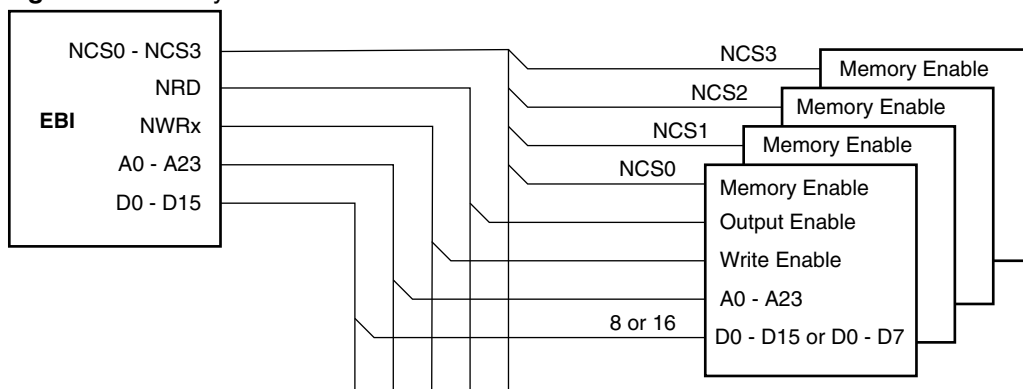 NCS0 - NCS3
NRD
EBI
NWRx
A0 - A23
D0 - D15
NCS3
Memory Enable
NCS2
Memory Enable
NCS1
Memory Enable
NCS0
Memory Enable
Output Enable
Write Enable
A0 - A23
8 or 16
D0 - D15 or D0 - D7